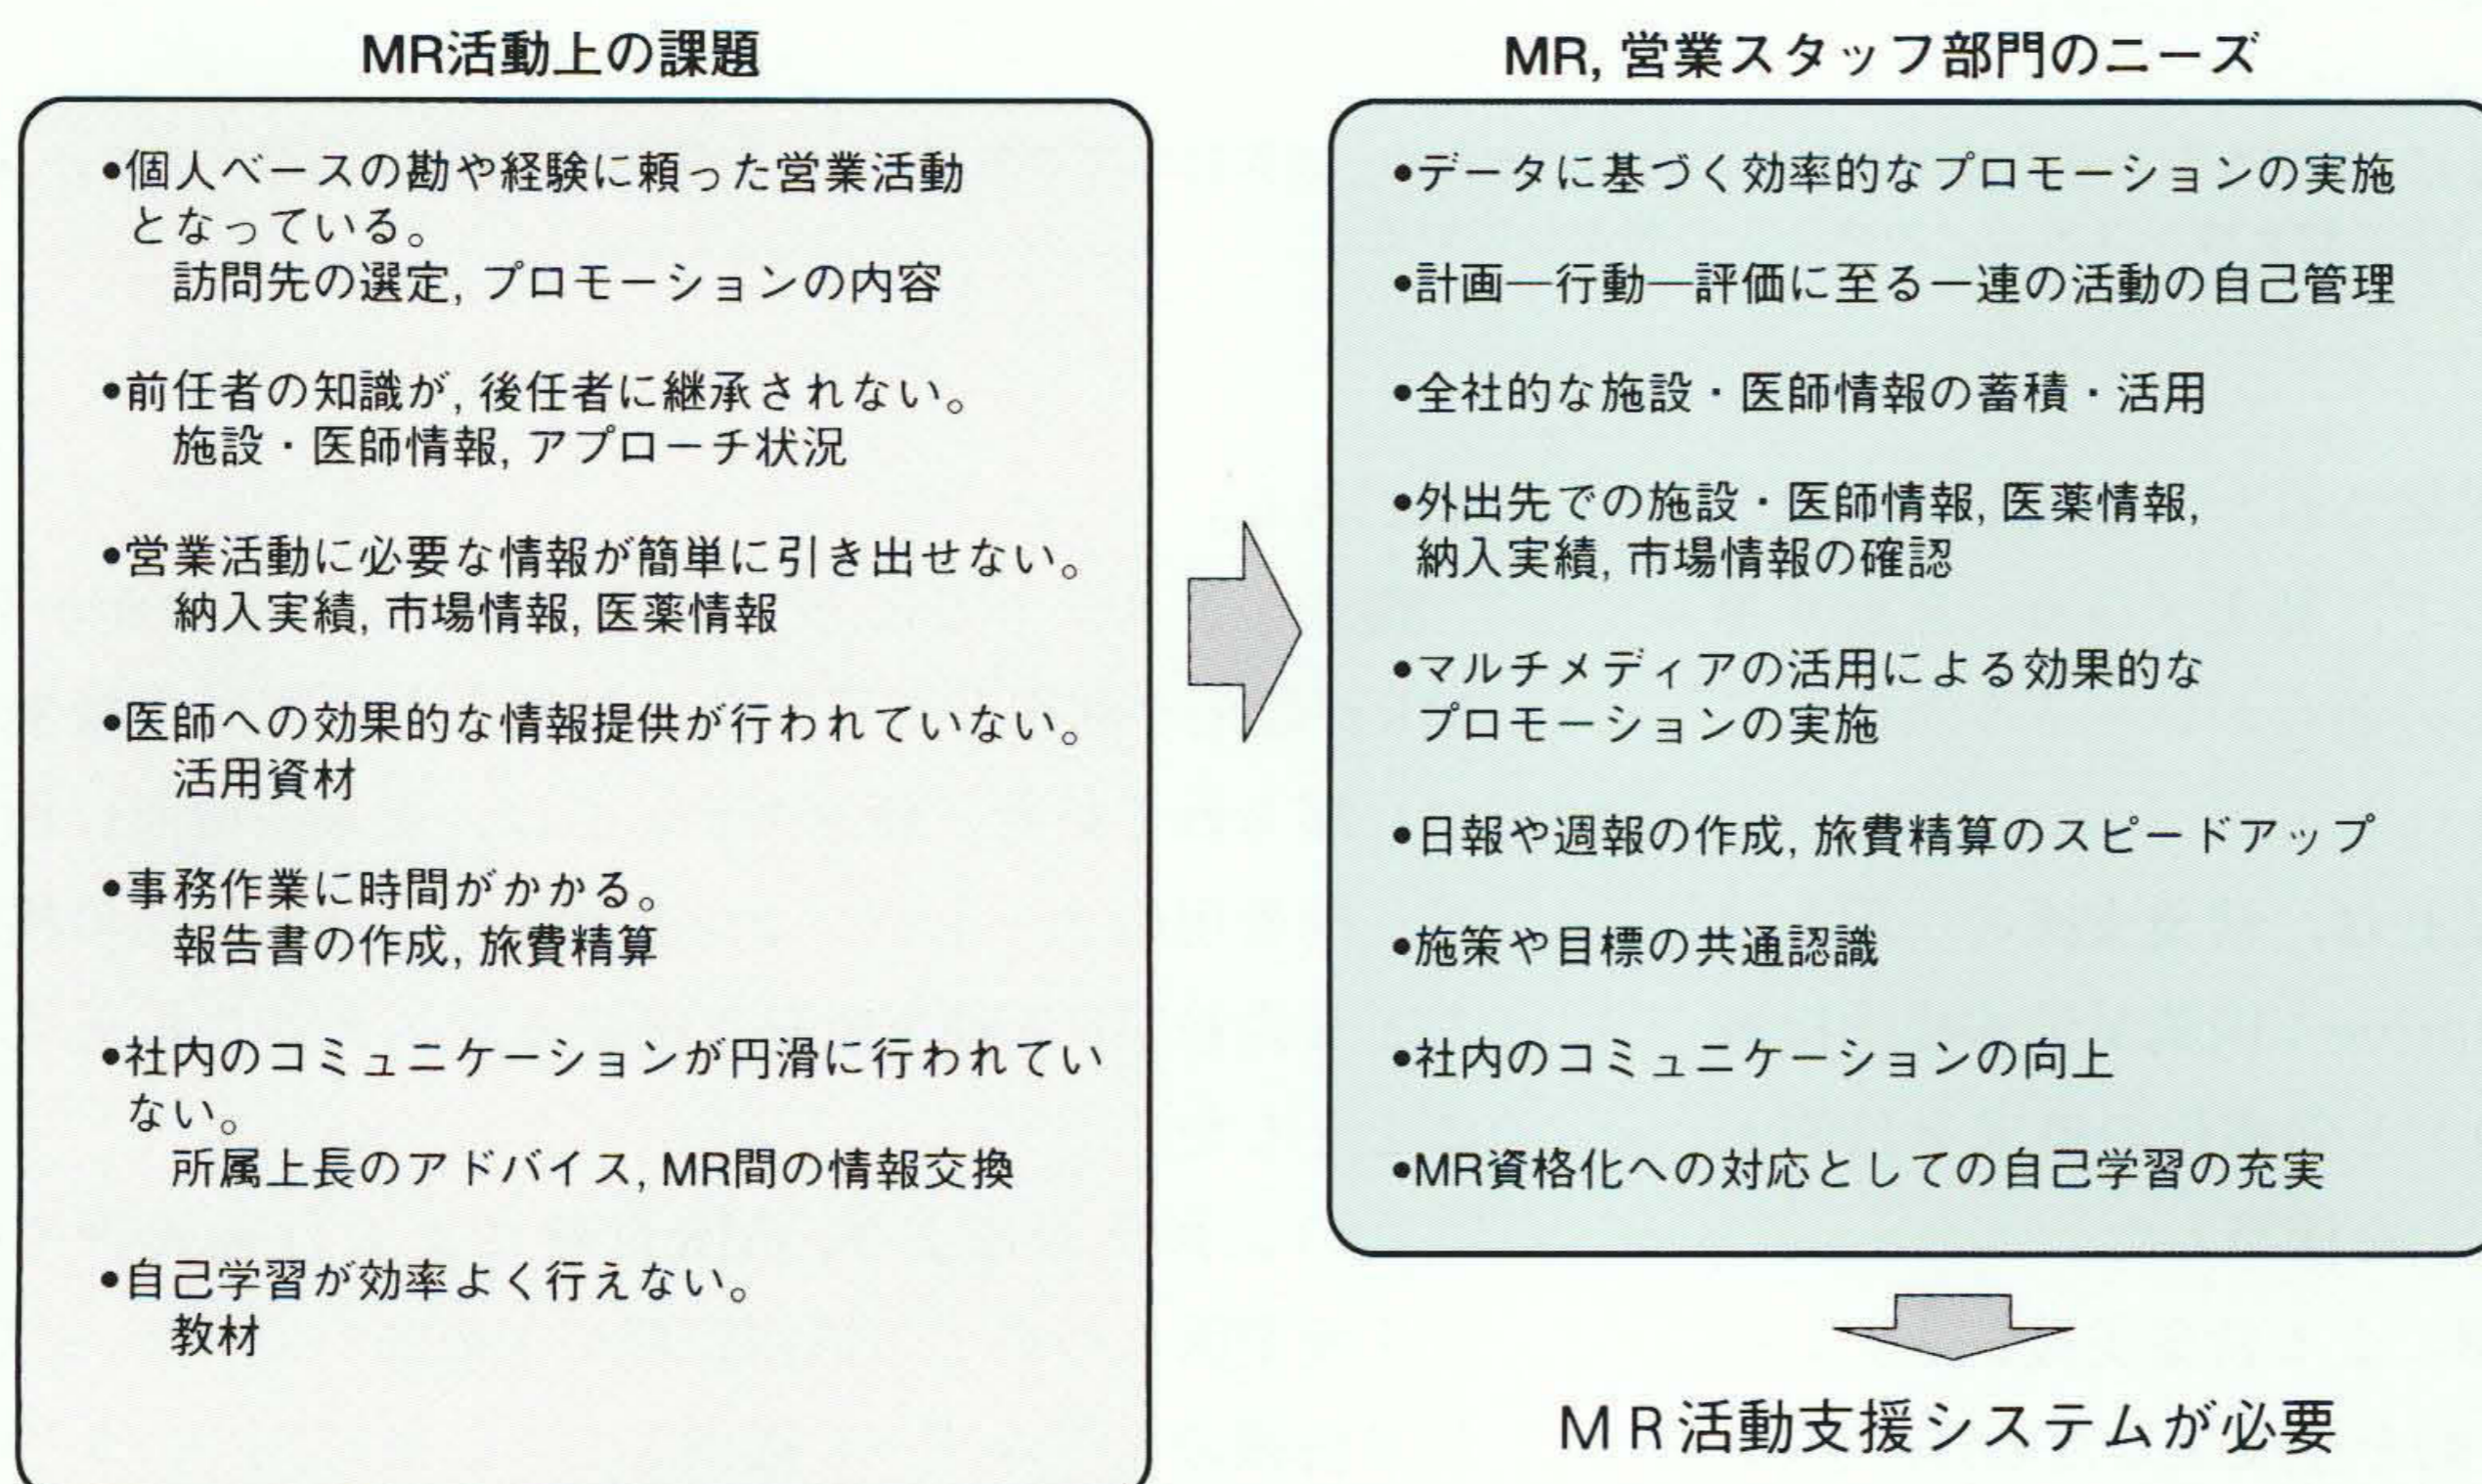 MR活動上の課題
•個人ベースの勘や経験に頼った営業活動
となっている。
訪問先の選定, プロモーションの内容
•前任者の知識が, 後任者に継承されない。
施設・医師情報, アプローチ状況
•営業活動に必要な情報が簡単に引き出せない。
納入実績, 市場情報, 医薬情報
•医師への効果的な情報提供が行われていない。
活用資材
•事務作業に時間がかかる。
報告書の作成, 旅費精算
•社内のコミュニケーションが円滑に行われてい
ない。
所属上長のアドバイス, MR間の情報交換
•自己学習が効率よく行えない。
教材
MR, 営業スタッフ部門のニーズ
•データに基づく効率的なプロモーションの実施
•計画―行動―評価に至る一連の活動の自己管理
•全社的な施設・医師情報の蓄積・活用
•外出先での施設・医師情報, 医薬情報,
納入実績, 市場情報の確認
•マルチメディアの活用による効果的な
プロモーションの実施
•日報や週報の作成, 旅費精算のスピードアップ
•施策や目標の共通認識
•社内のコミュニケーションの向上
•MR資格化への対応としての自己学習の充実
ＭＲ活動支援システムが必要